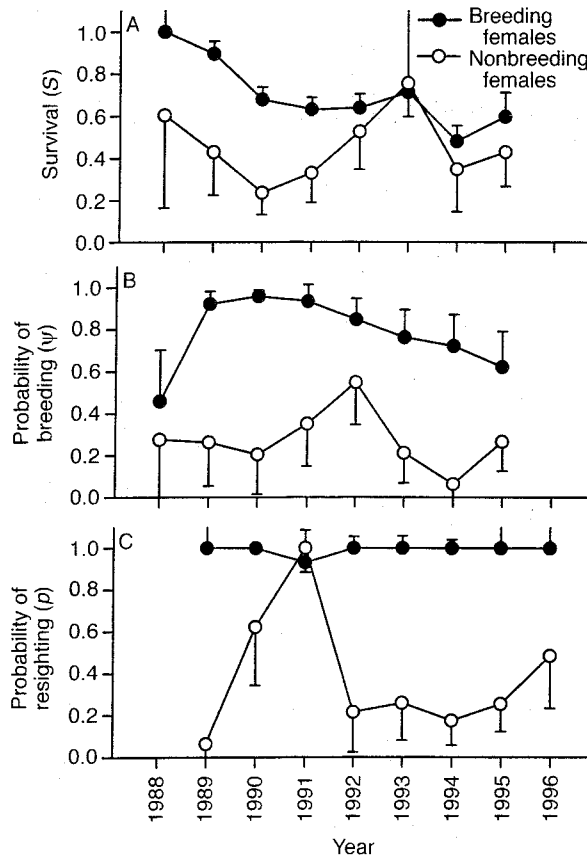 A
Breeding
females
Nonbreeding
females
Survival (S)
1.0
0.8
0.6
0.4
0.2
0.0
B
Probability of
breeding (ψ)
1.0
0.8
0.6
0.4
0.2
0.0
C
Probability of
resighting (p)
1.0
0.8
0.6
0.4
0.2
0.0
1988
1989
1990
1991
1992
1993
1994
1995
1996
Year